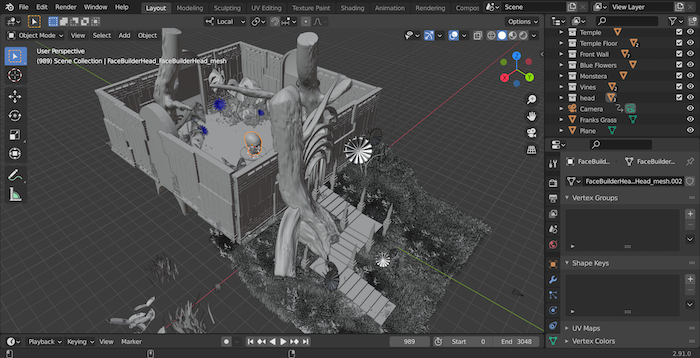 File Edit Render Window Help Layout Modeling Sculpting UV Editing Texture Paint Shading Animation Rendering Scene View Layer
Local Options
Object Mode View Select Add Object
User Perspective
(989) Scene Collection | FaceBuilderHead_FaceBuilderHead_mesh
Z
Y
X
Temple
Temple Floor
Front Wall
Blue Flowers
Monstera
Vines
head
Camera
Franks Grass
Plane
FaceBuild... FaceBuilder...
FaceBuilderHea...Head_mesh.002
Vertex Groups
Shape Keys
UV Maps
Vertex Colors
Playback Keying View Marker 989 Start 0 End 3048
2.91.0